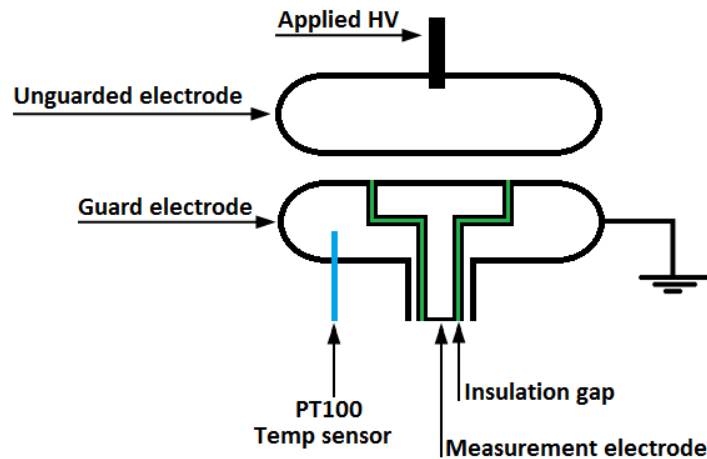 Applied HV
Unguarded electrode
Guard electrode
Insulation gap
PT100
Temp sensor
Measurement electrode